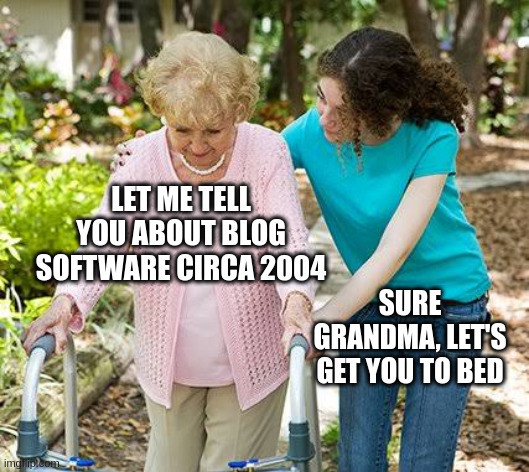 LET ME TELL
YOU ABOUT BLOG
SOFTWARE CIRCA 2004
SURE
GRANDMA, LET'S
GET YOU TO BED
imgflip.com